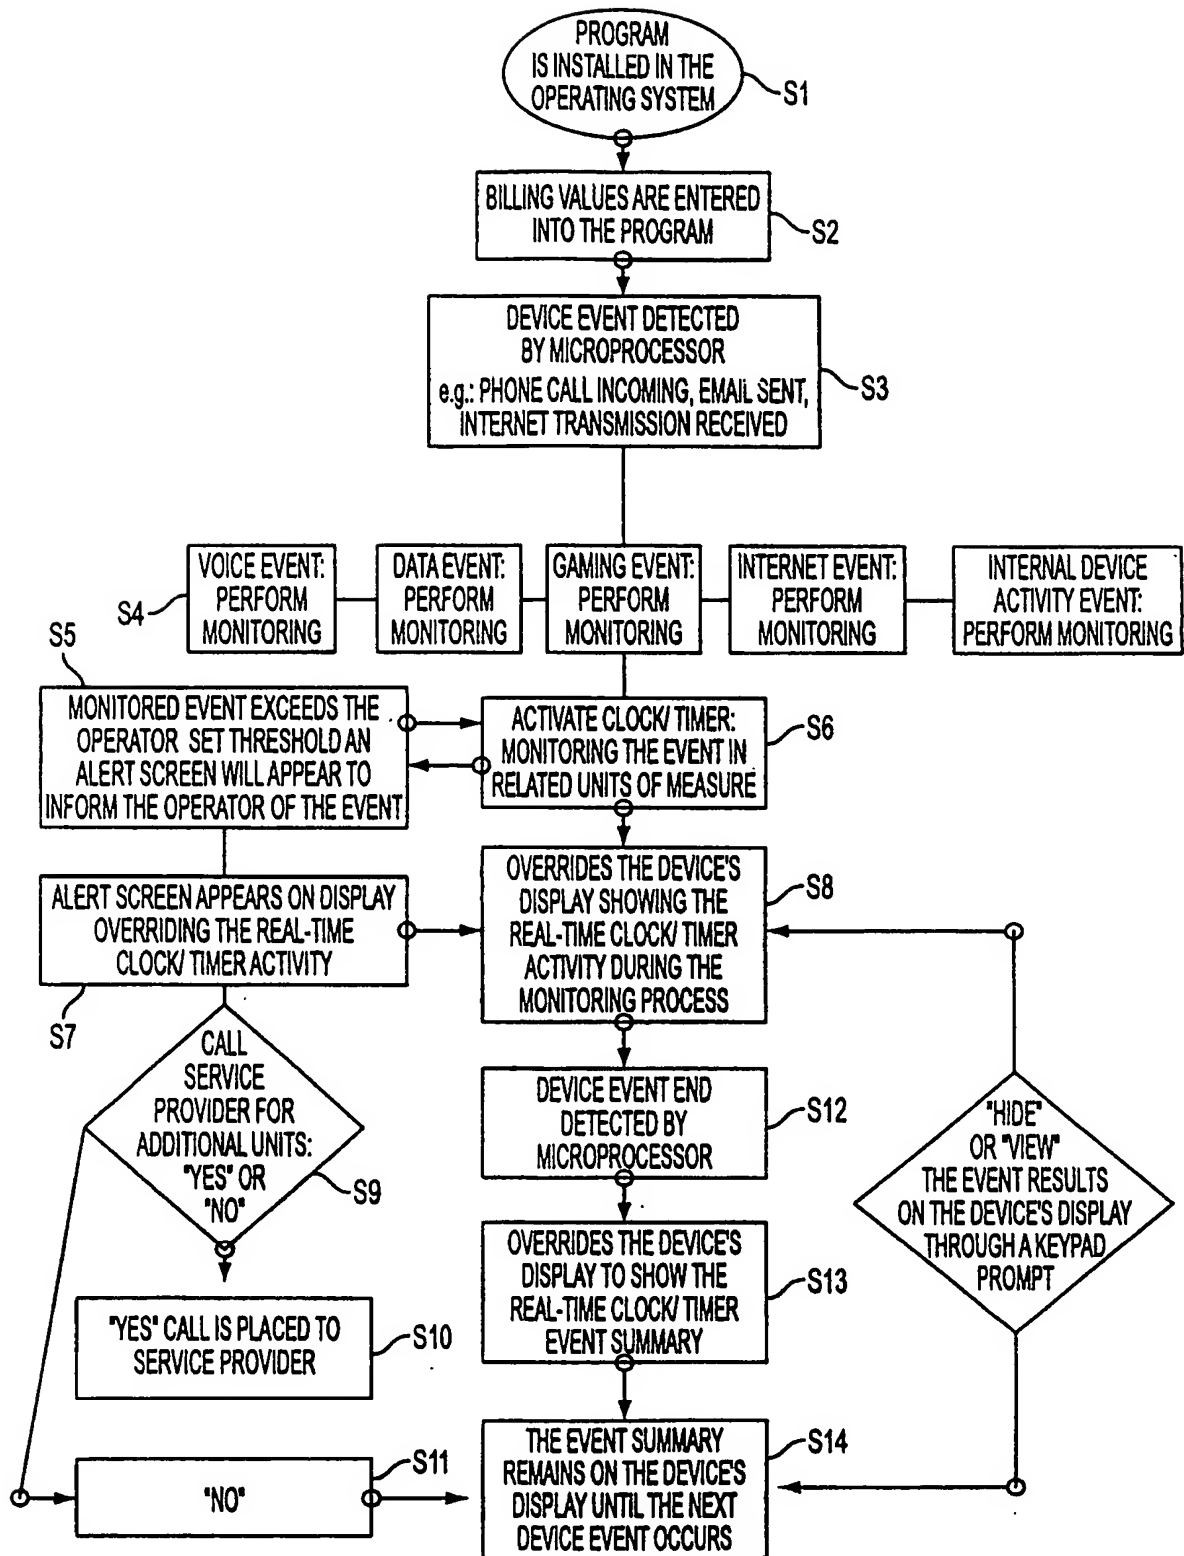 PROGRAM
IS INSTALLED IN THE
OPERATING SYSTEM
S1
BILLING VALUES ARE ENTERED
INTO THE PROGRAM
S2
DEVICE EVENT DETECTED
BY MICROPROCESSOR
e.g.: PHONE CALL INCOMING, EMAIL SENT,
INTERNET TRANSMISSION RECEIVED
S3
S4
VOICE EVENT:
PERFORM
MONITORING
DATA EVENT:
PERFORM
MONITORING
GAMING EVENT:
PERFORM
MONITORING
INTERNET EVENT:
PERFORM
MONITORING
INTERNAL DEVICE
ACTIVITY EVENT:
PERFORM MONITORING
S5
MONITORED EVENT EXCEEDS THE
OPERATOR SET THRESHOLD AN
ALERT SCREEN WILL APPEAR TO
INFORM THE OPERATOR OF THE EVENT
ACTIVATE CLOCK/ TIMER:
MONITORING THE EVENT IN
RELATED UNITS OF MEASURE
S6
ALERT SCREEN APPEARS ON DISPLAY
OVERRIDING THE REAL-TIME
CLOCK/ TIMER ACTIVITY
S7
OVERRIDES THE DEVICE'S
DISPLAY SHOWING THE
REAL-TIME CLOCK/ TIMER
ACTIVITY DURING THE
MONITORING PROCESS
S8
CALL
SERVICE
PROVIDER FOR
ADDITIONAL UNITS:
"YES" OR
"NO"
S9
DEVICE EVENT END
DETECTED BY
MICROPROCESSOR
S12
"HIDE"
OR "VIEW"
THE EVENT RESULTS
ON THE DEVICE'S DISPLAY
THROUGH A KEYPAD
PROMPT
OVERRIDES THE DEVICE'S
DISPLAY TO SHOW THE
REAL-TIME CLOCK/ TIMER
EVENT SUMMARY
S13
"YES" CALL IS PLACED TO
SERVICE PROVIDER
S10
"NO"
S11
THE EVENT SUMMARY
REMAINS ON THE DEVICE'S
DISPLAY UNTIL THE NEXT
DEVICE EVENT OCCURS
S14